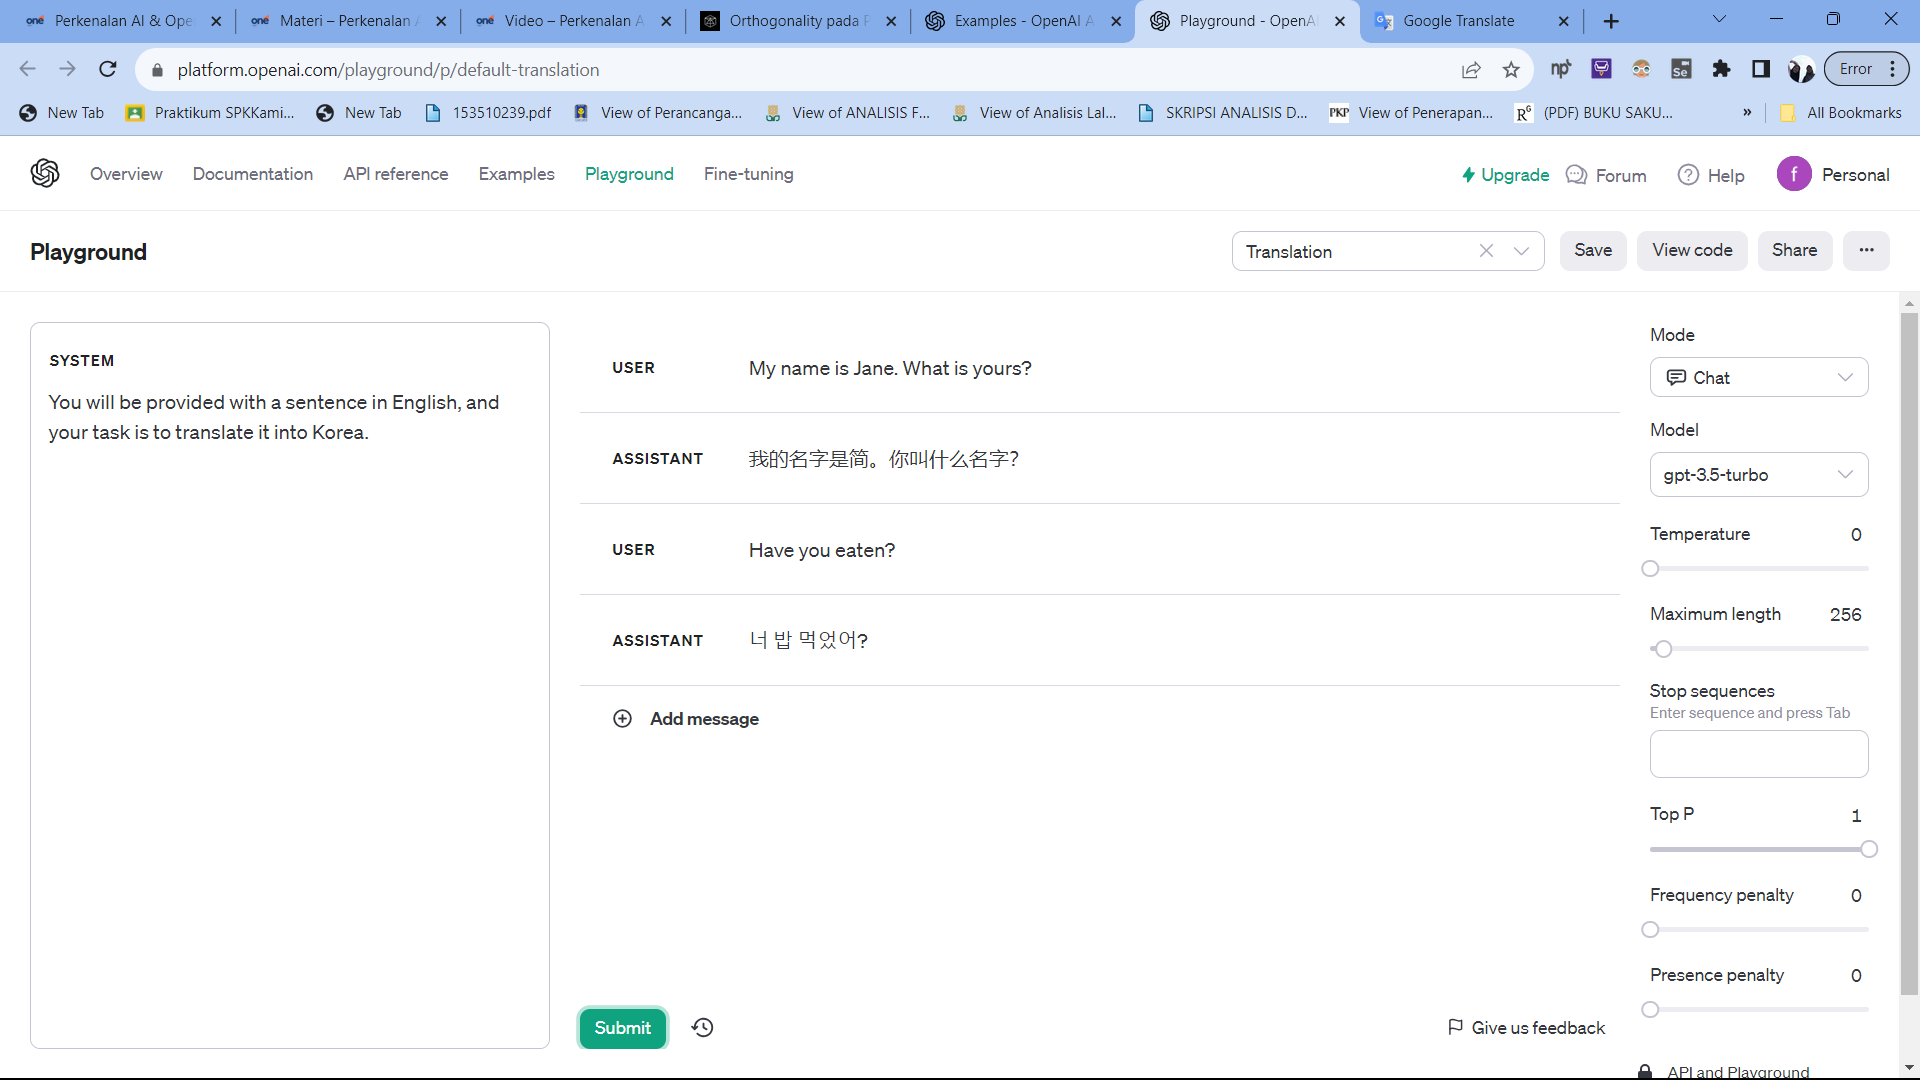 Perkenalan AI & Ope
Materi – Perkenalan A
Video – Perkenalan A
Orthogonality pada P
Examples - OpenAI A
Playground - OpenAI
Google Translate
platform.openai.com/playground/p/default-translation
Error
New Tab
Praktikum SPKKami...
New Tab
153510239.pdf
View of Perancanga...
View of ANALISIS F...
View of Analisis Lal...
SKRIPSI ANALISIS D...
View of Penerapan...
(PDF) BUKU SAKU...
»
All Bookmarks
Overview
Documentation
API reference
Examples
Playground
Fine-tuning
Upgrade
Forum
Help
f
Personal
Playground
Translation
Save
View code
Share
...
SYSTEM
You will be provided with a sentence in English, and
your task is to translate it into Korea.
USER
My name is Jane. What is yours?
ASSISTANT
我的名字是简。你叫什么名字?
USER
Have you eaten?
ASSISTANT
너 밥 먹었어?
Add message
Submit
Give us feedback
Mode
Chat
Model
gpt-3.5-turbo
Temperature
0
Maximum length
256
Stop sequences
Enter sequence and press Tab
Top P
1
Frequency penalty
0
Presence penalty
0
API and Playground